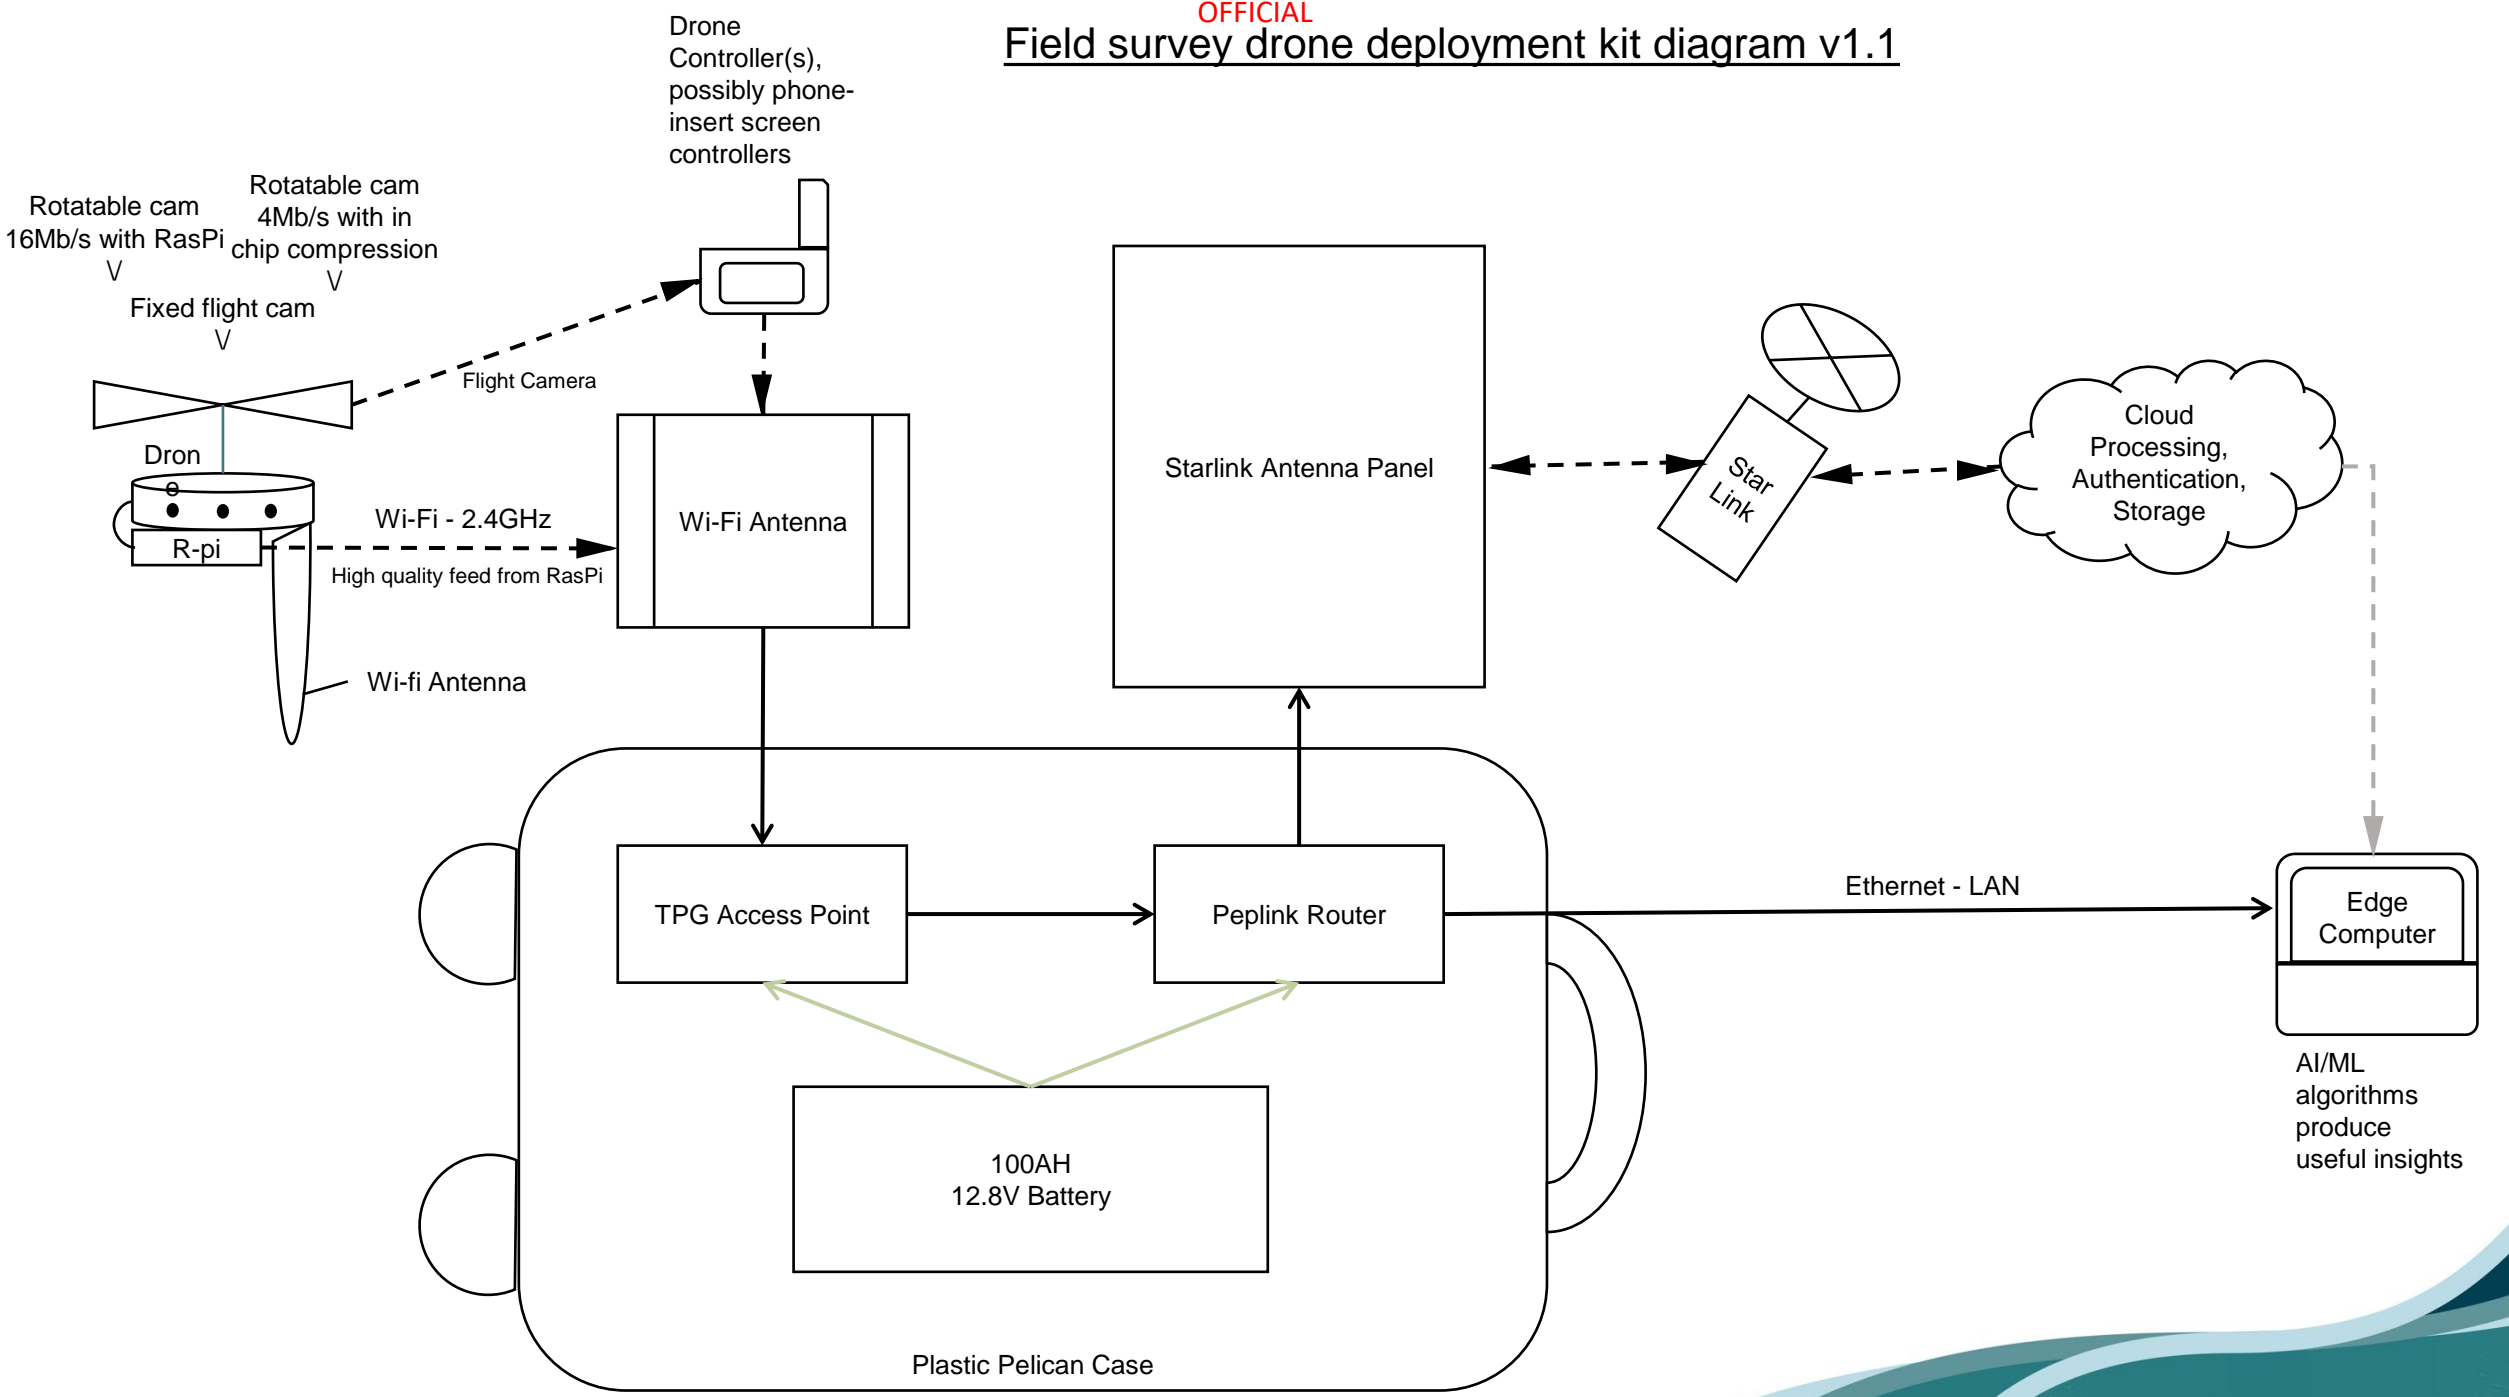 OFFICIAL
Field survey drone deployment kit diagram v1.1
Drone
Controller(s),
possibly phone-
insert screen
controllers
Rotatable cam
16Mb/s with RasPi
\/
Rotatable cam
4Mb/s with in
chip compression
\/
Fixed flight cam
\/
Flight Camera
Dron
e
R-pi
Wi-Fi - 2.4GHz
High quality feed from RasPi
Wi-fi Antenna
Wi-Fi Antenna
Starlink Antenna Panel
Star
Link
Cloud
Processing,
Authentication,
Storage
TPG Access Point
Peplink Router
Ethernet - LAN
Edge
Computer
AI/ML
algorithms
produce
useful insights
100AH
12.8V Battery
Plastic Pelican Case